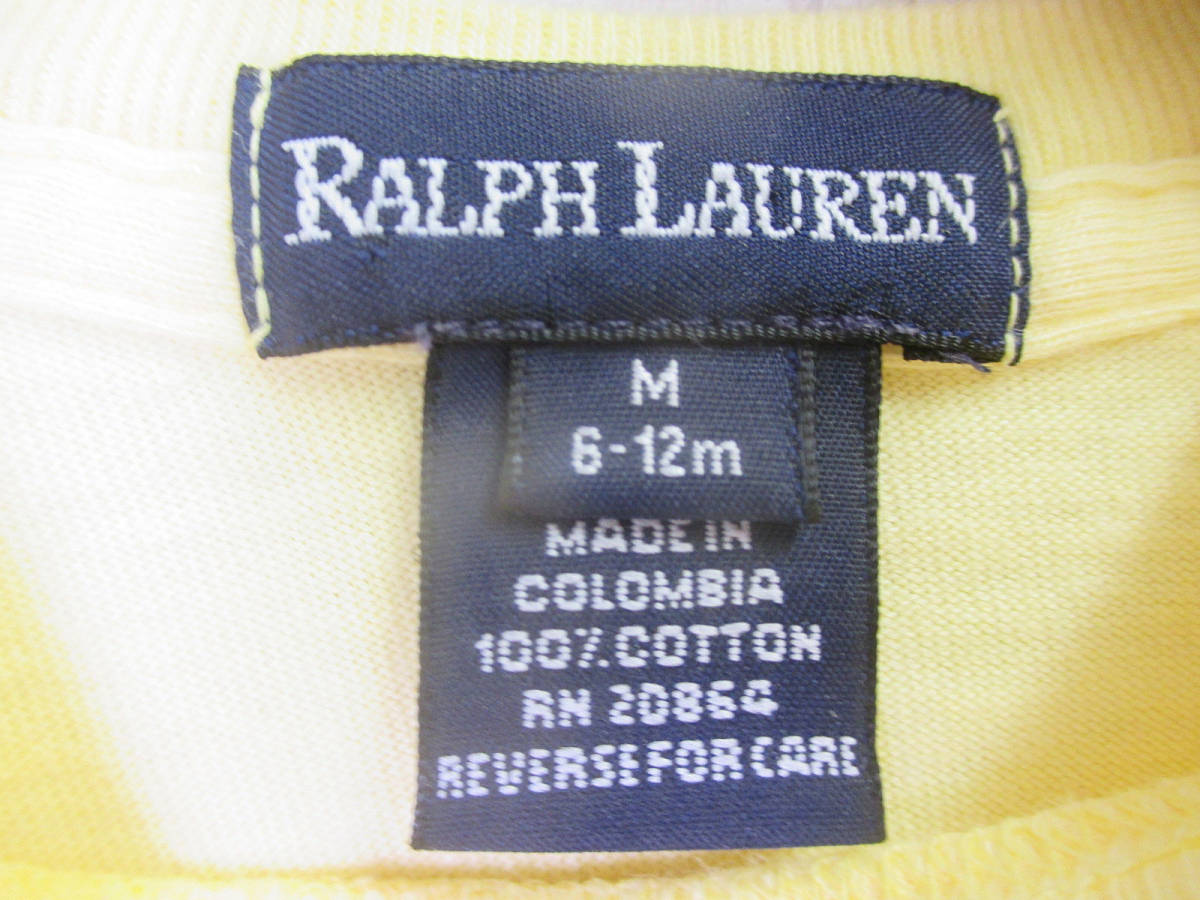 RALPH LAUREN
M
6-12m
MADE IN
COLOMBIA
100% COTTON
RN 20864
REVERSE FOR CARE